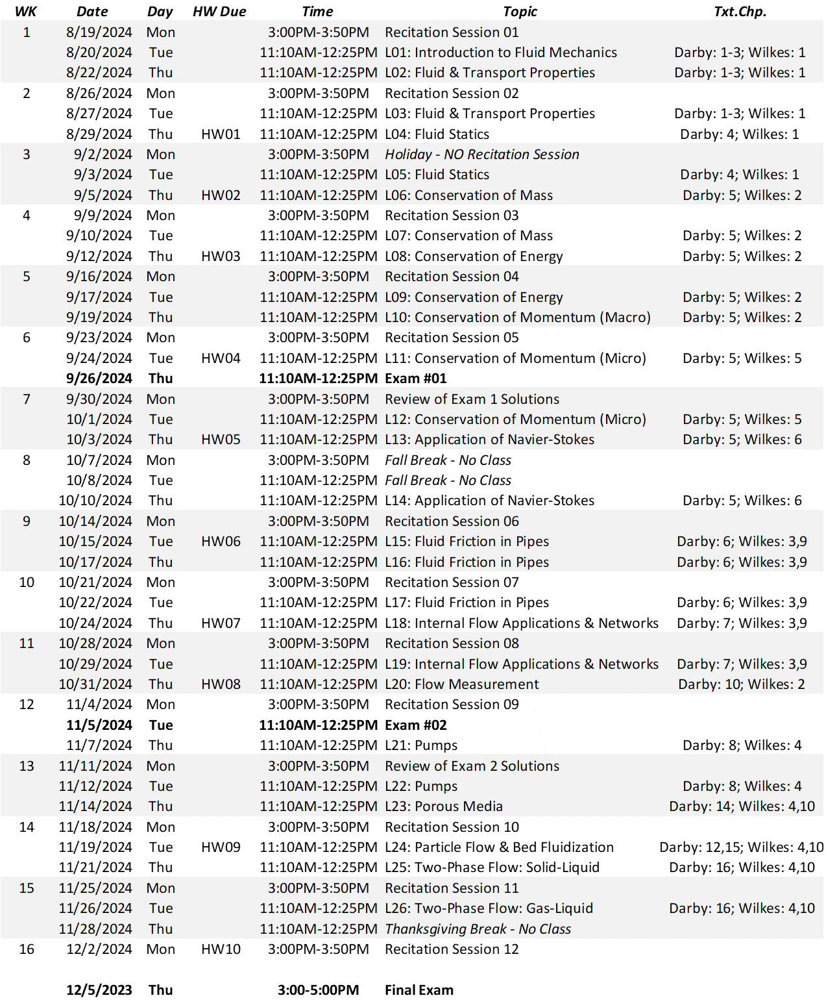 WK Date Day HW Due Time Topic Txt.Chp.
1 8/19/2024 Mon 3:00PM-3:50PM Recitation Session 01
8/20/2024 Tue 11:10AM-12:25PM L01: Introduction to Fluid Mechanics Darby: 1-3; Wilkes: 1
8/22/2024 Thu 11:10AM-12:25PM L02: Fluid & Transport Properties Darby: 1-3; Wilkes: 1
2 8/26/2024 Mon 3:00PM-3:50PM Recitation Session 02
8/27/2024 Tue 11:10AM-12:25PM L03: Fluid & Transport Properties Darby: 1-3; Wilkes: 1
8/29/2024 Thu HW01 11:10AM-12:25PM L04: Fluid Statics Darby: 4; Wilkes: 1
3 9/2/2024 Mon 3:00PM-3:50PM Holiday - NO Recitation Session
9/3/2024 Tue 11:10AM-12:25PM L05: Fluid Statics Darby: 4; Wilkes: 1
9/5/2024 Thu HW02 11:10AM-12:25PM L06: Conservation of Mass Darby: 5; Wilkes: 2
4 9/9/2024 Mon 3:00PM-3:50PM Recitation Session 03
9/10/2024 Tue 11:10AM-12:25PM L07: Conservation of Mass Darby: 5; Wilkes: 2
9/12/2024 Thu HW03 11:10AM-12:25PM L08: Conservation of Energy Darby: 5; Wilkes: 2
5 9/16/2024 Mon 3:00PM-3:50PM Recitation Session 04
9/17/2024 Tue 11:10AM-12:25PM L09: Conservation of Energy Darby: 5; Wilkes: 2
9/19/2024 Thu 11:10AM-12:25PM L10: Conservation of Momentum (Macro) Darby: 5; Wilkes: 2
6 9/23/2024 Mon 3:00PM-3:50PM Recitation Session 05
9/24/2024 Tue HW04 11:10AM-12:25PM L11: Conservation of Momentum (Micro) Darby: 5; Wilkes: 5
9/26/2024 Thu 11:10AM-12:25PM Exam #01
7 9/30/2024 Mon 3:00PM-3:50PM Review of Exam 1 Solutions
10/1/2024 Tue 11:10AM-12:25PM L12: Conservation of Momentum (Micro) Darby: 5; Wilkes: 5
10/3/2024 Thu HW05 11:10AM-12:25PM L13: Application of Navier-Stokes Darby: 5; Wilkes: 6
8 10/7/2024 Mon 3:00PM-3:50PM Fall Break - No Class
10/8/2024 Tue 11:10AM-12:25PM Fall Break - No Class
10/10/2024 Thu 11:10AM-12:25PM L14: Application of Navier-Stokes Darby: 5; Wilkes: 6
9 10/14/2024 Mon 3:00PM-3:50PM Recitation Session 06
10/15/2024 Tue HW06 11:10AM-12:25PM L15: Fluid Friction in Pipes Darby: 6; Wilkes: 3,9
10/17/2024 Thu 11:10AM-12:25PM L16: Fluid Friction in Pipes Darby: 6; Wilkes: 3,9
10 10/21/2024 Mon 3:00PM-3:50PM Recitation Session 07
10/22/2024 Tue 11:10AM-12:25PM L17: Fluid Friction in Pipes Darby: 6; Wilkes: 3,9
10/24/2024 Thu HW07 11:10AM-12:25PM L18: Internal Flow Applications & Networks Darby: 7; Wilkes: 3,9
11 10/28/2024 Mon 3:00PM-3:50PM Recitation Session 08
10/29/2024 Tue 11:10AM-12:25PM L19: Internal Flow Applications & Networks Darby: 7; Wilkes: 3,9
10/31/2024 Thu HW08 11:10AM-12:25PM L20: Flow Measurement Darby: 10; Wilkes: 2
12 11/4/2024 Mon 3:00PM-3:50PM Recitation Session 09
11/5/2024 Tue 11:10AM-12:25PM Exam #02
11/7/2024 Thu 11:10AM-12:25PM L21: Pumps Darby: 8; Wilkes: 4
13 11/11/2024 Mon 3:00PM-3:50PM Review of Exam 2 Solutions
11/12/2024 Tue 11:10AM-12:25PM L22: Pumps Darby: 8; Wilkes: 4
11/14/2024 Thu 11:10AM-12:25PM L23: Porous Media Darby: 14; Wilkes: 4,10
14 11/18/2024 Mon 3:00PM-3:50PM Recitation Session 10
11/19/2024 Tue HW09 11:10AM-12:25PM L24: Particle Flow & Bed Fluidization Darby: 12,15; Wilkes: 4,10
11/21/2024 Thu 11:10AM-12:25PM L25: Two-Phase Flow: Solid-Liquid Darby: 16; Wilkes: 4,10
15 11/25/2024 Mon 3:00PM-3:50PM Recitation Session 11
11/26/2024 Tue 11:10AM-12:25PM L26: Two-Phase Flow: Gas-Liquid Darby: 16; Wilkes: 4,10
11/28/2024 Thu 11:10AM-12:25PM Thanksgiving Break - No Class
16 12/2/2024 Mon HW10 3:00PM-3:50PM Recitation Session 12
12/5/2023 Thu 3:00-5:00PM Final Exam